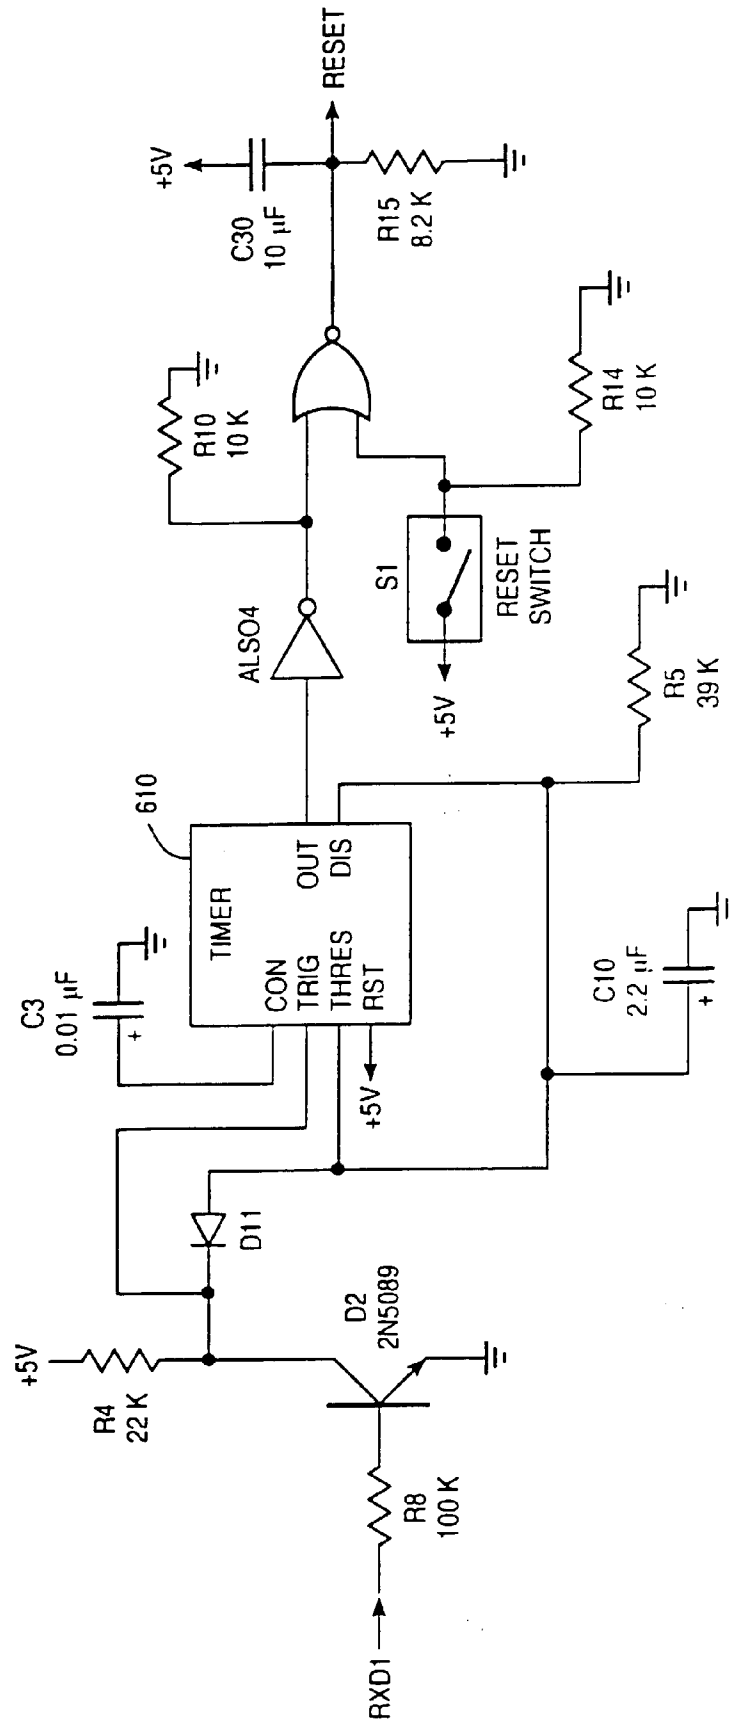 +5V
R4
22 K
RXD1
R8
100 K
D2
2N5089
D11
C3
0.01 µF
610
TIMER
CON
TRIG
THRES
RST
OUT
DIS
+5V
C10
2.2 µF
+
+
R5
39 K
ALSO4
R10
10 K
S1
+5V
RESET
SWITCH
R14
10 K
+5V
C30
10 µF
R15
8.2 K
RESET